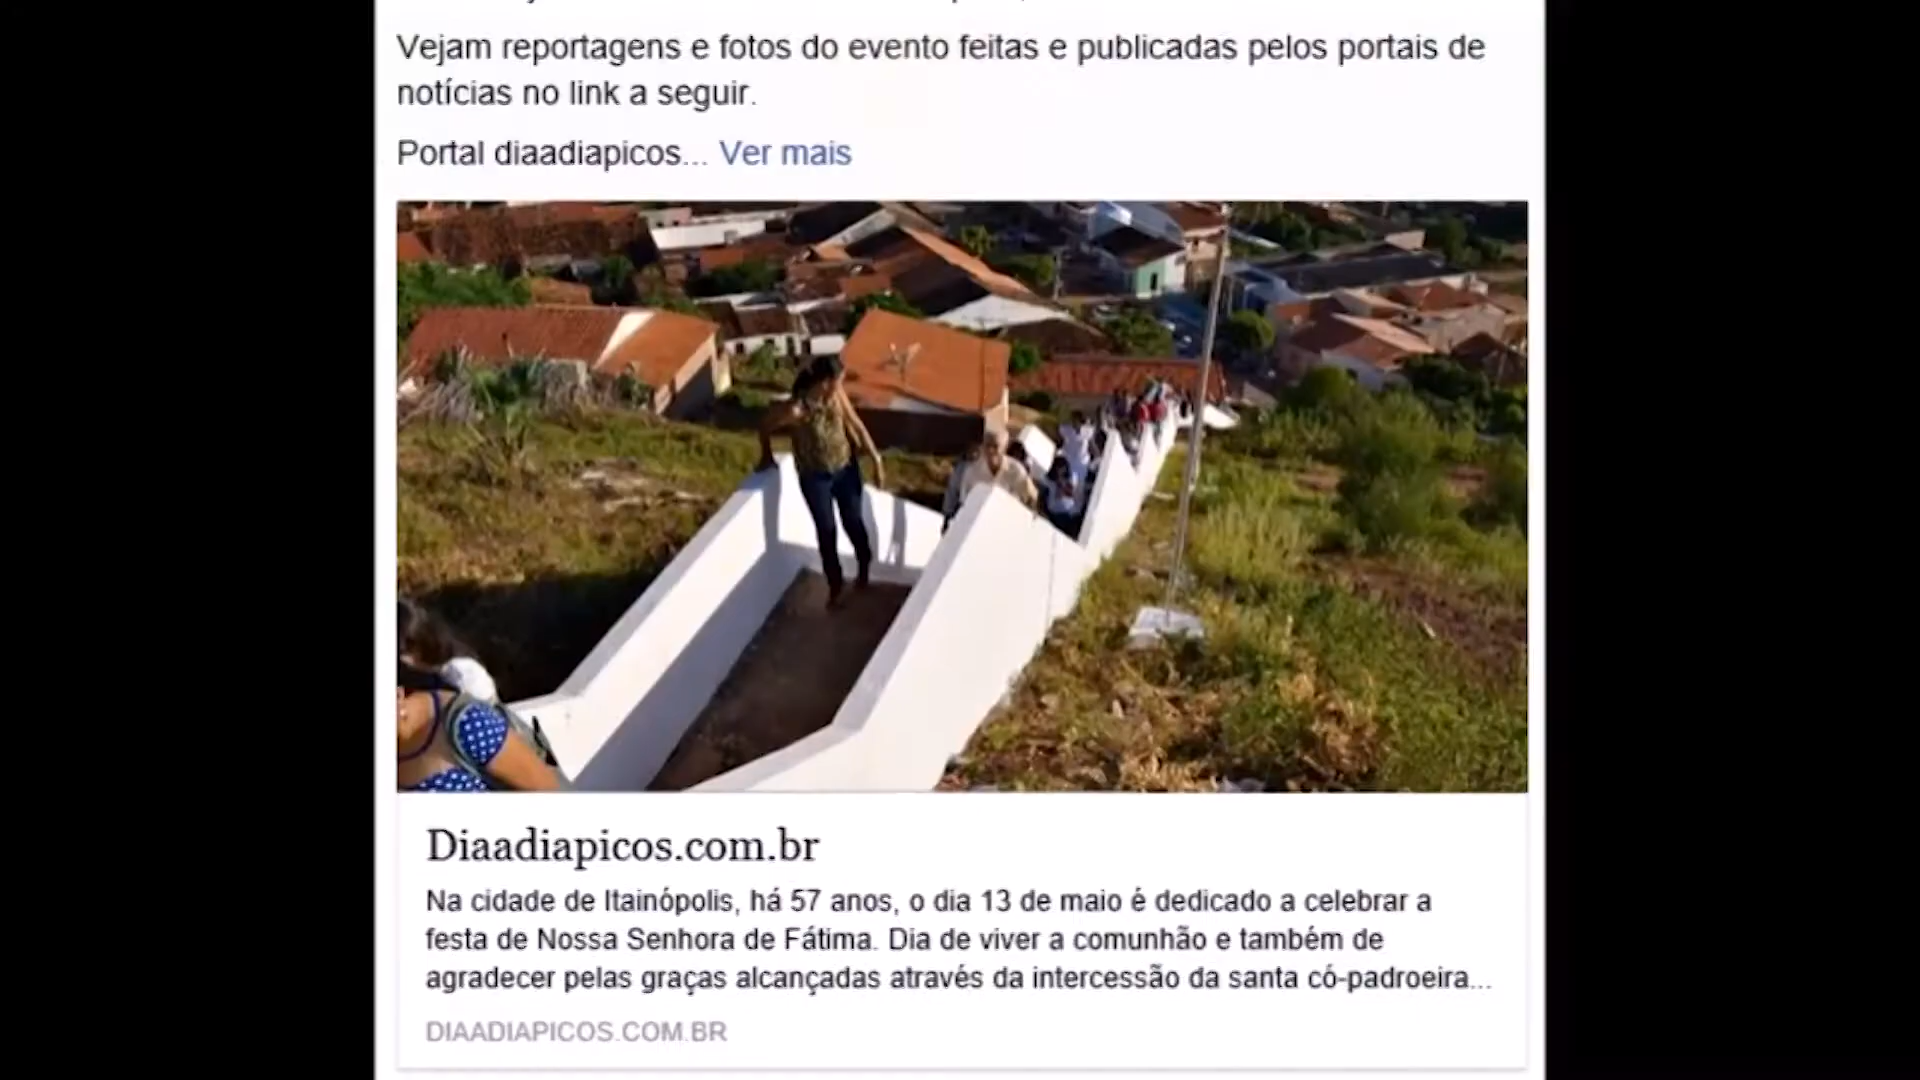 Vejam reportagens e fotos do evento feitas e publicadas pelos portais de
notícias no link a seguir.
Portal diaadiapicos... Ver mais
Diaadiapicos.com.br
Na cidade de Itainópolis, há 57 anos, o dia 13 de maio é dedicado a celebrar a
festa de Nossa Senhora de Fátima. Dia de viver a comunhão e também de
agradecer pelas graças alcançadas através da intercessão da santa có-padroeira...
DIAADIAPICOS.COM.BR